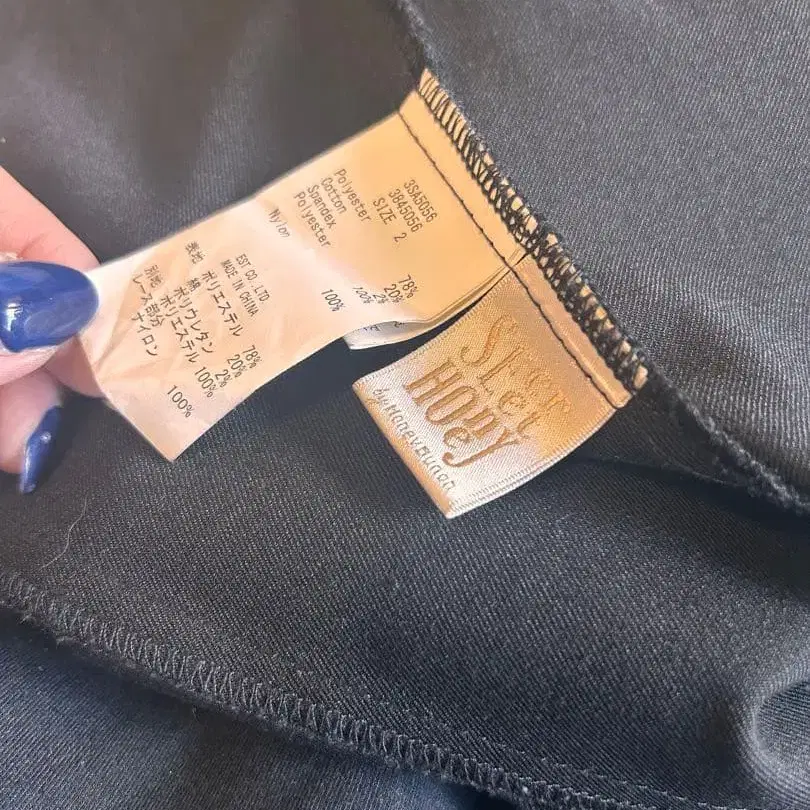 3SA5056
3845056
SIZE 2
Polyester 78%
Cotton 20%
Spandex 2%
Polyester 100%
Nylon 100%
EST CO.,LTD
MADE IN CHINA
表地 ポリエステル 78%
綿 20%
ポリウレタン 2%
別地 ポリエステル 100%
レース部分
ナイロン 100%
Secret
HOney
by HoneyBunch